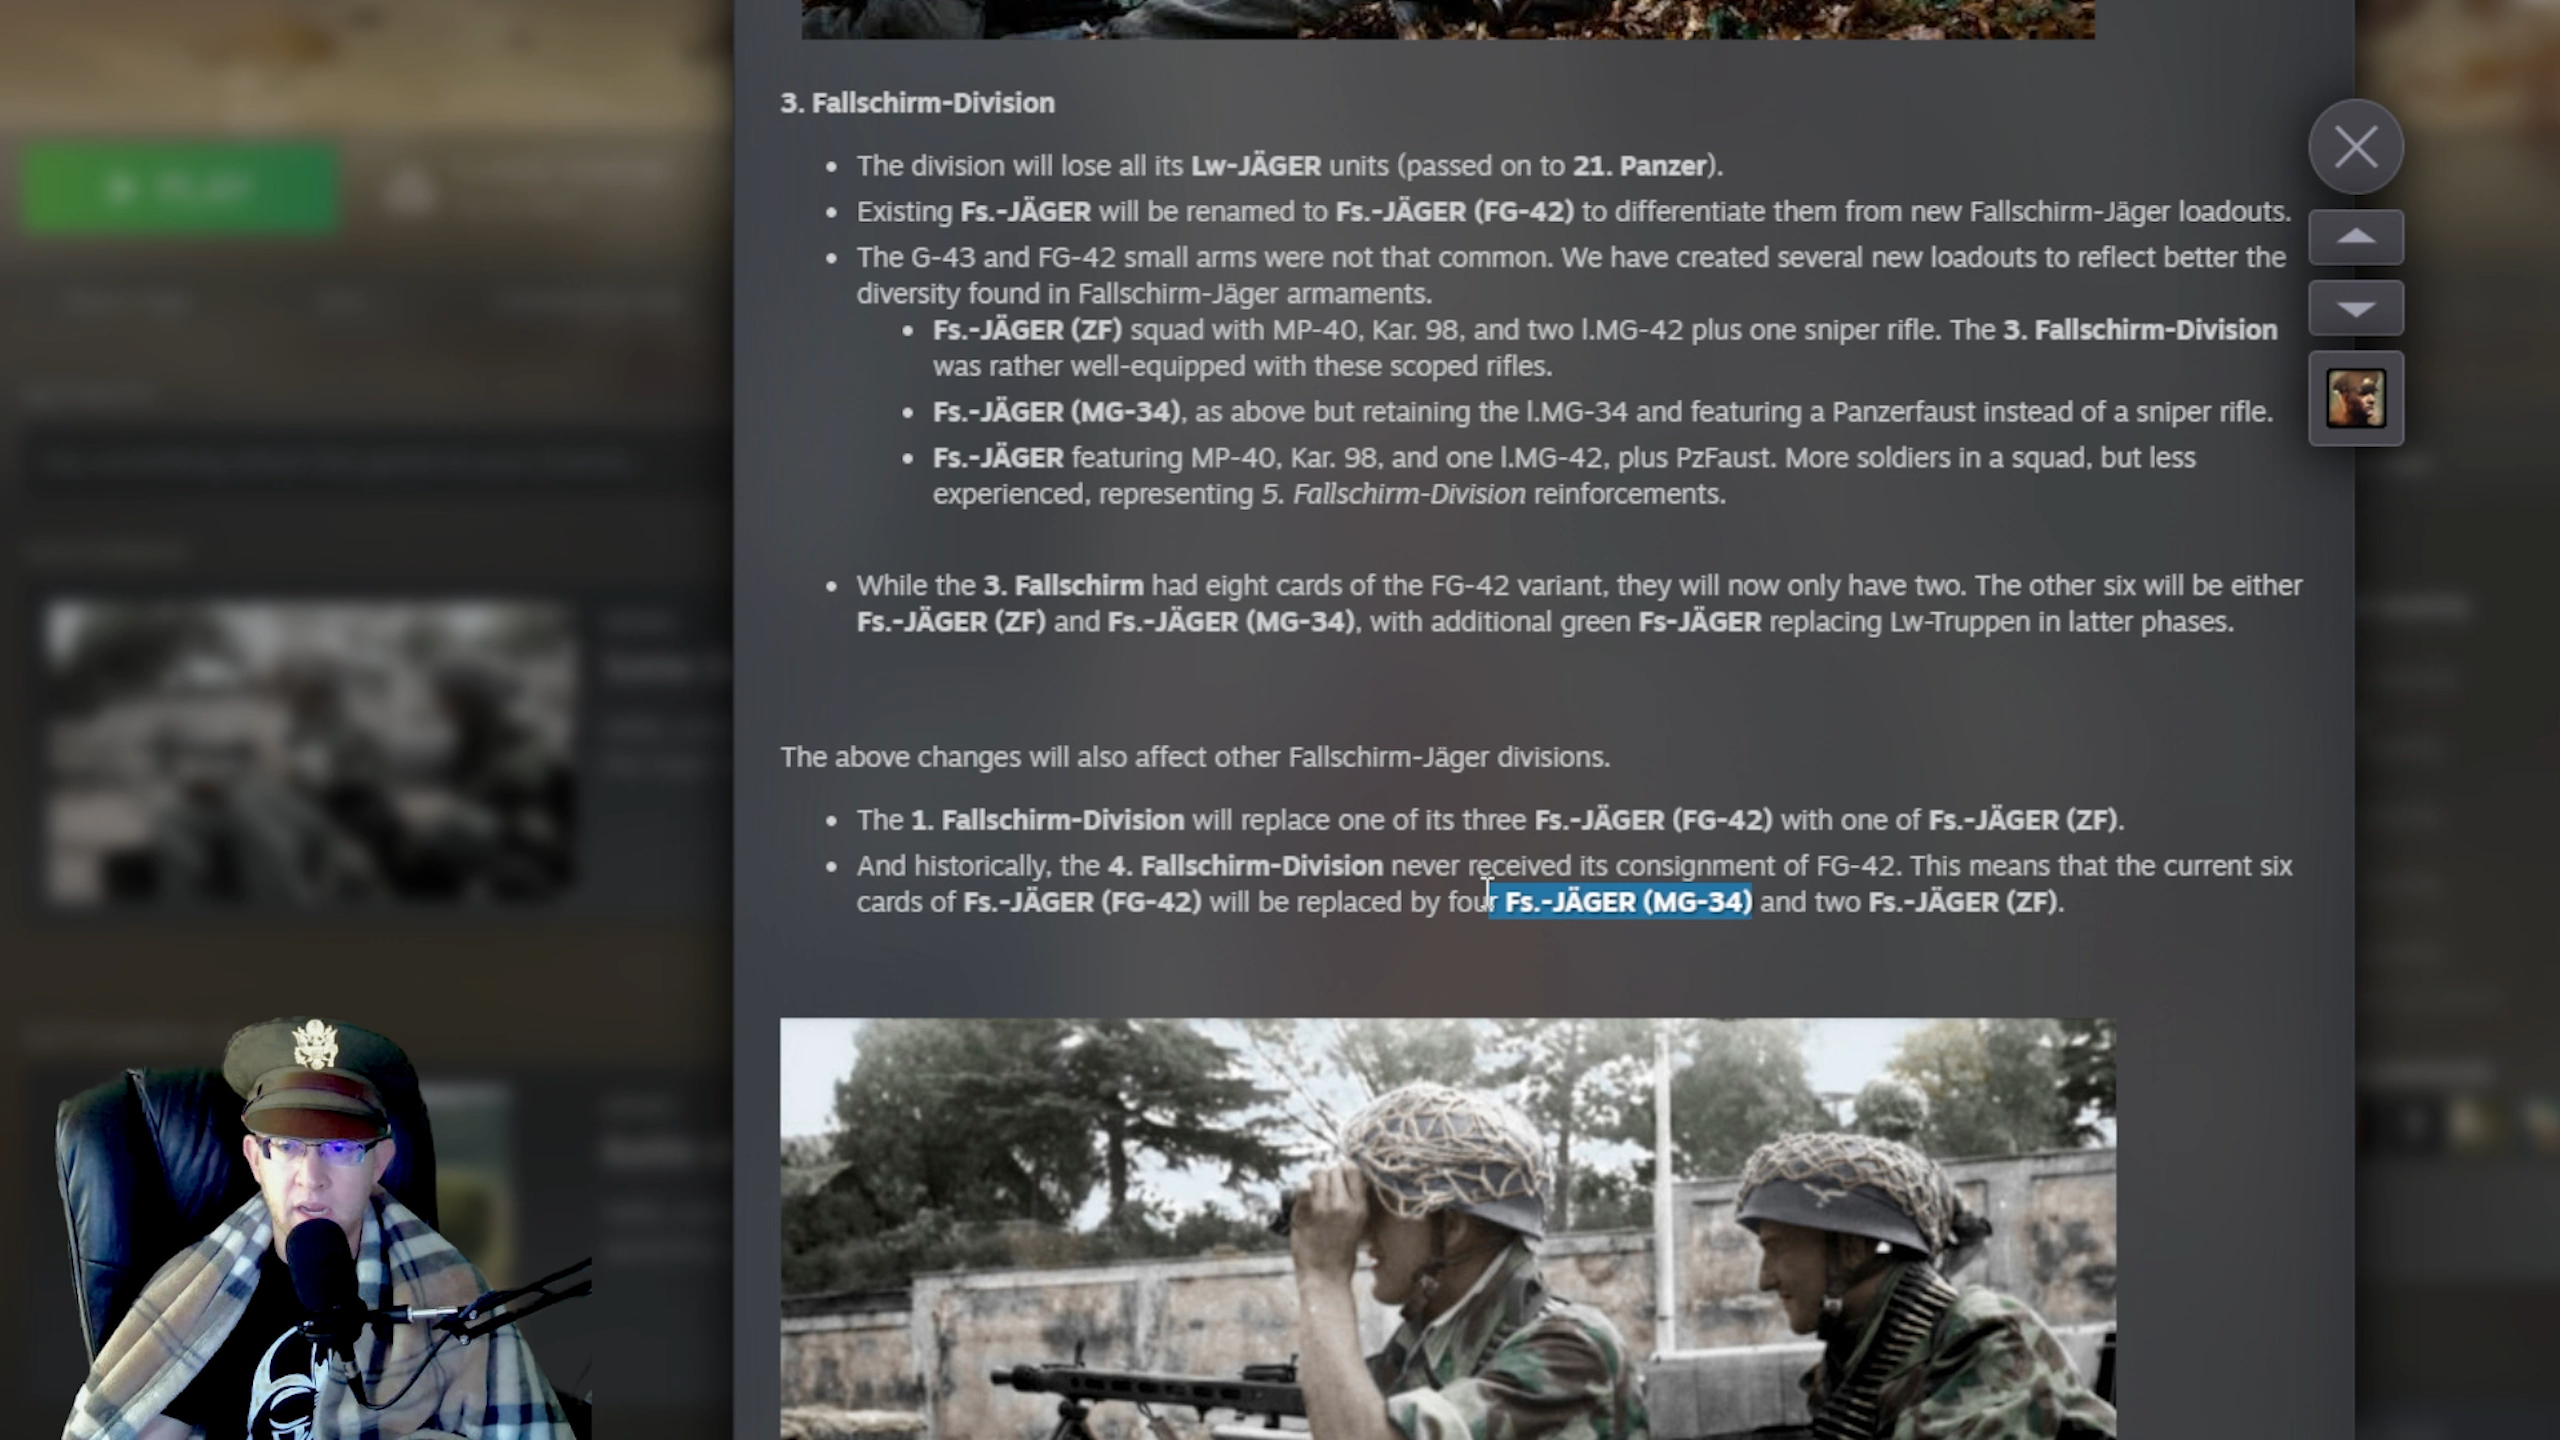 PLAY
3. Fallschirm-Division
The division will lose all its Lw-JÄGER units (passed on to 21. Panzer).
Existing Fs.-JÄGER will be renamed to Fs.-JÄGER (FG-42) to differentiate them from new Fallschirm-Jäger loadouts.
The G-43 and FG-42 small arms were not that common. We have created several new loadouts to reflect better the
diversity found in Fallschirm-Jäger armaments.
Fs.-JÄGER (ZF) squad with MP-40, Kar. 98, and two l.MG-42 plus one sniper rifle. The 3. Fallschirm-Division
was rather well-equipped with these scoped rifles.
Fs.-JÄGER (MG-34), as above but retaining the l.MG-34 and featuring a Panzerfaust instead of a sniper rifle.
Fs.-JÄGER featuring MP-40, Kar. 98, and one l.MG-42, plus PzFaust. More soldiers in a squad, but less
experienced, representing 5. Fallschirm-Division reinforcements.
While the 3. Fallschirm had eight cards of the FG-42 variant, they will now only have two. The other six will be either
Fs.-JÄGER (ZF) and Fs.-JÄGER (MG-34), with additional green Fs-JÄGER replacing Lw-Truppen in latter phases.
The above changes will also affect other Fallschirm-Jäger divisions.
The 1. Fallschirm-Division will replace one of its three Fs.-JÄGER (FG-42) with one of Fs.-JÄGER (ZF).
And historically, the 4. Fallschirm-Division never received its consignment of FG-42. This means that the current six
cards of Fs.-JÄGER (FG-42) will be replaced by four Fs.-JÄGER (MG-34) and two Fs.-JÄGER (ZF).